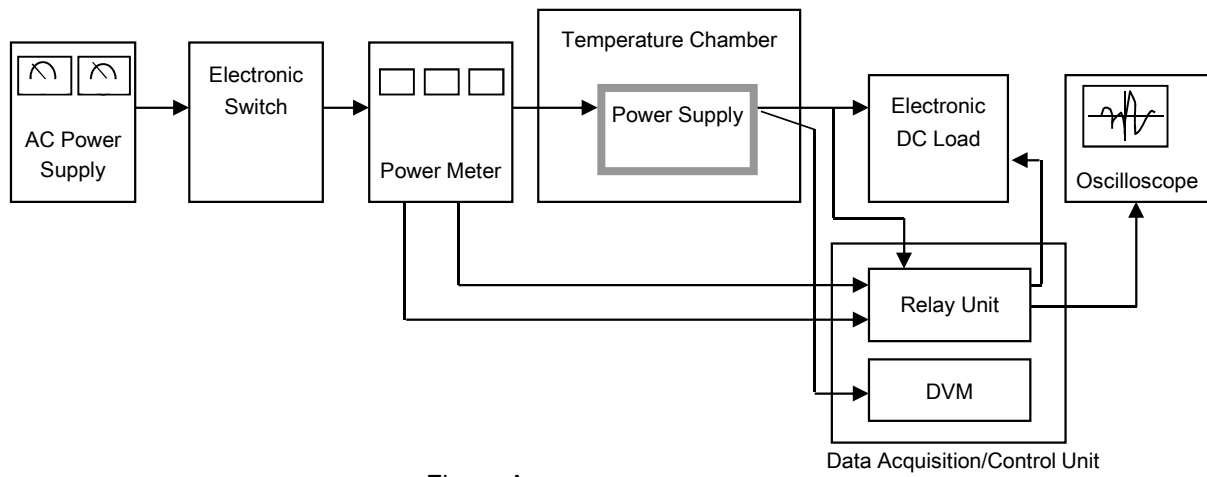 AC Power
Supply
Electronic
Switch
Power Meter
Temperature Chamber
Power Supply
Electronic
DC Load
Oscilloscope
Relay Unit
DVM
Data Acquisition/Control Unit